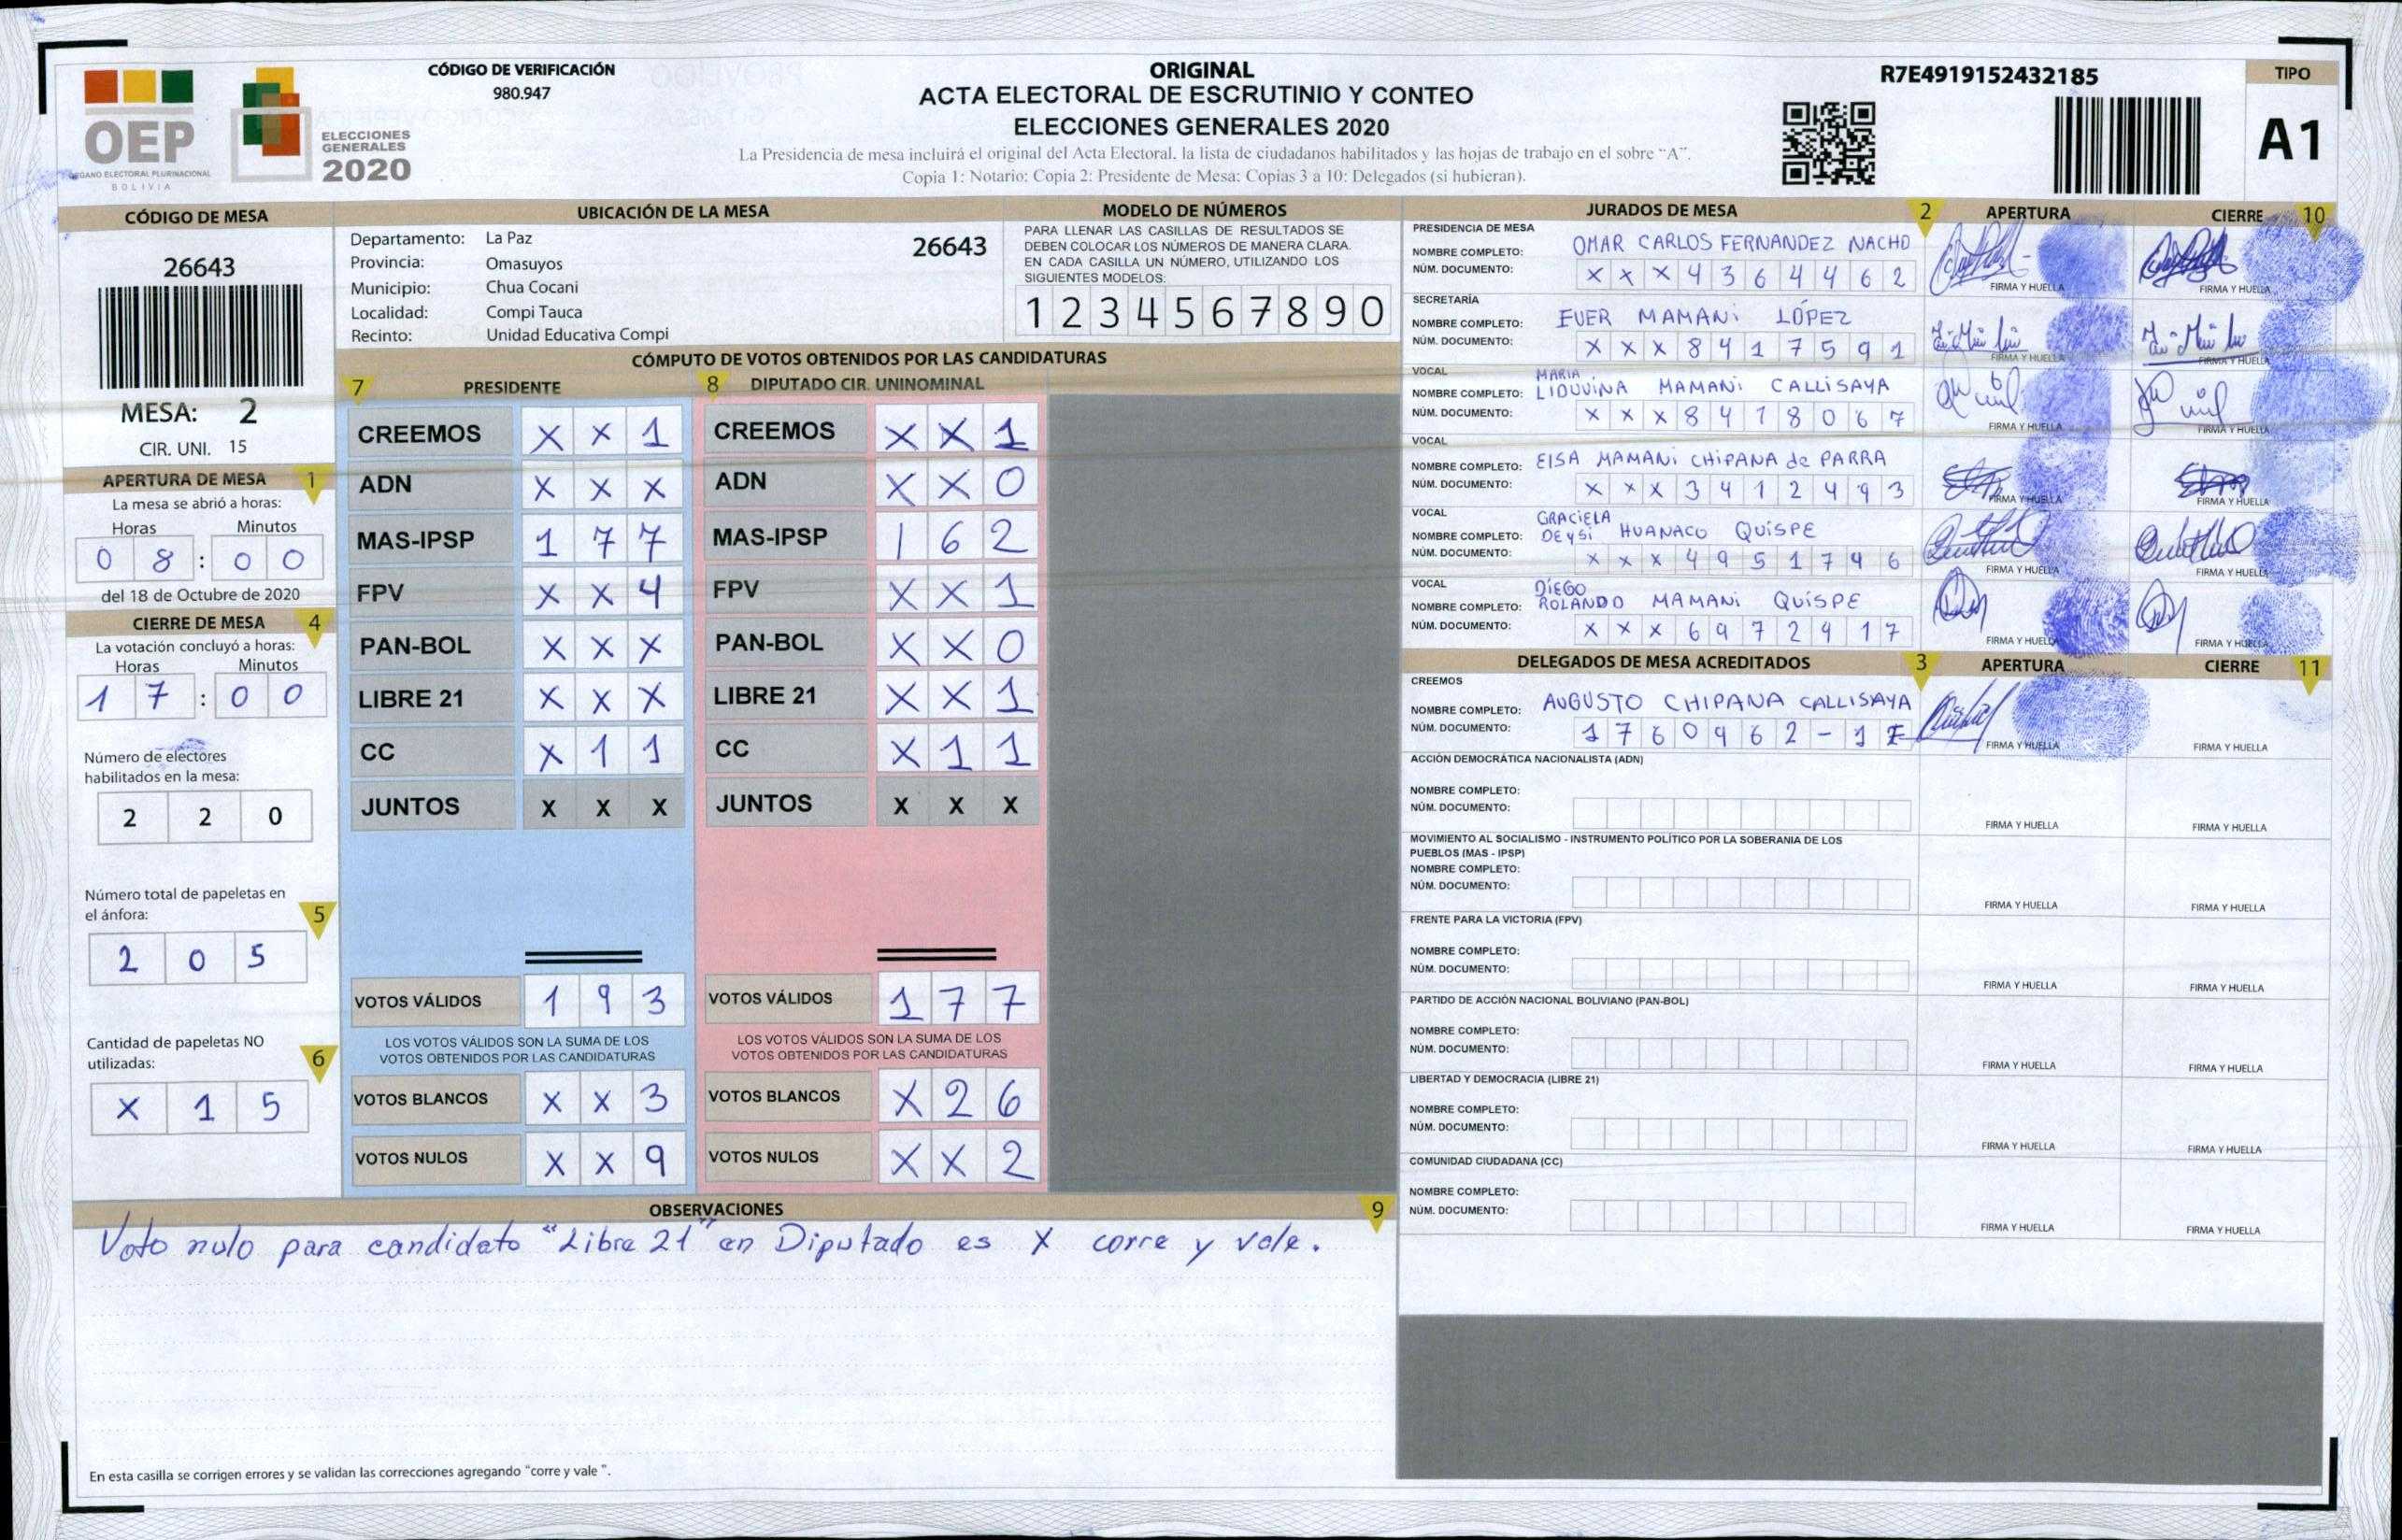 CÓDIGO DE VERIFICACIÓN
980.947
ORIGINAL
ACTA ELECTORAL DE ESCRUTINIO Y CONTEO
ELECCIONES GENERALES 2020
La Presidencia de mesa incluirá el original del Acta Electoral, la lista de ciudadanos habilitados y las hojas de trabajo en el sobre “A”.
Copia 1: Notario; Copia 2: Presidente de Mesa; Copias 3 a 10: Delegados (si hubieran).
R7E4919152432185
TIPO
A1
OEP
ÓRGANO ELECTORAL PLURINACIONAL
BOLIVIA
ELECCIONES
GENERALES
2020
CÓDIGO DE MESA
26643
MESA: 2
CIR. UNI. 15
APERTURA DE MESA 1
La mesa se abrió a horas:
Horas Minutos
0 8 : 0 0
del 18 de Octubre de 2020
CIERRE DE MESA 4
La votación concluyó a horas:
Horas Minutos
1 7 : 0 0
Número de electores
habilitados en la mesa:
2 2 0
Número total de papeletas en
el ánfora:
5
2 0 5
Cantidad de papeletas NO
utilizadas:
6
X 1 5
UBICACIÓN DE LA MESA
Departamento: La Paz
26643
Provincia: Omasuyos
Municipio: Chua Cocani
Localidad: Compi Tauca
Recinto: Unidad Educativa Compi
MODELO DE NÚMEROS
PARA LLENAR LAS CASILLAS DE RESULTADOS SE
DEBEN COLOCAR LOS NÚMEROS DE MANERA CLARA.
EN CADA CASILLA UN NÚMERO, UTILIZANDO LOS
SIGUIENTES MODELOS:
1 2 3 4 5 6 7 8 9 0
CÓMPUTO DE VOTOS OBTENIDOS POR LAS CANDIDATURAS
7 PRESIDENTE
CREEMOS X X 1
ADN X X X
MAS-IPSP 1 7 7
FPV X X 4
PAN-BOL X X X
LIBRE 21 X X X
CC X 1 1
JUNTOS X X X
VOTOS VÁLIDOS 1 9 3
LOS VOTOS VÁLIDOS SON LA SUMA DE LOS
VOTOS OBTENIDOS POR LAS CANDIDATURAS
VOTOS BLANCOS X X 3
VOTOS NULOS X X 9
8 DIPUTADO CIR. UNINOMINAL
CREEMOS X X 1
ADN X X 0
MAS-IPSP 1 6 2
FPV X X 1
PAN-BOL X X 0
LIBRE 21 X X 1
CC X 1 1
JUNTOS X X X
VOTOS VÁLIDOS 1 7 7
LOS VOTOS VÁLIDOS SON LA SUMA DE LOS
VOTOS OBTENIDOS POR LAS CANDIDATURAS
VOTOS BLANCOS X 2 6
VOTOS NULOS X X 2
OBSERVACIONES 9
Voto nulo para candidato “Libre 21” en Diputado es X corre y vale.
En esta casilla se corrigen errores y se validan las correcciones agregando “corre y vale ”.
JURADOS DE MESA 2 APERTURA CIERRE 10
PRESIDENCIA DE MESA
NOMBRE COMPLETO: OMAR CARLOS FERNANDEZ NACHO
NÚM. DOCUMENTO: X X X 4 3 6 4 4 6 2
FIRMA Y HUELLA FIRMA Y HUELLA
SECRETARÍA
NOMBRE COMPLETO: EUER MAMANi LÓPEZ
NÚM. DOCUMENTO: X X X 8 4 1 7 5 9 1
FIRMA Y HUELLA FIRMA Y HUELLA
VOCAL
MARIA
NOMBRE COMPLETO: LIDUVINA MAMANi CALLiSAYA
NÚM. DOCUMENTO: X X X 8 4 1 8 0 6 7
FIRMA Y HUELLA FIRMA Y HUELLA
VOCAL
NOMBRE COMPLETO: ElSA MAMANi CHiPANA de PARRA
NÚM. DOCUMENTO: X X X 3 4 1 2 4 9 3
FIRMA Y HUELLA FIRMA Y HUELLA
VOCAL
GRACiELA
NOMBRE COMPLETO: DEYSi HUANACO QUiSPE
NÚM. DOCUMENTO: X X X 4 9 5 1 7 4 6
FIRMA Y HUELLA FIRMA Y HUELLA
VOCAL
DiEGO
NOMBRE COMPLETO: ROLANDO MAMANi QUiSPE
NÚM. DOCUMENTO: X X X 6 9 7 2 9 1 7
FIRMA Y HUELLA FIRMA Y HUELLA
DELEGADOS DE MESA ACREDITADOS 3 APERTURA CIERRE 11
CREEMOS
NOMBRE COMPLETO: AUGUSTO CHIPANA CALLISAYA
NÚM. DOCUMENTO: 1 7 6 0 9 6 2 - 1 F
FIRMA Y HUELLA FIRMA Y HUELLA
ACCIÓN DEMOCRÁTICA NACIONALISTA (ADN)
NOMBRE COMPLETO:
NÚM. DOCUMENTO:
FIRMA Y HUELLA FIRMA Y HUELLA
MOVIMIENTO AL SOCIALISMO - INSTRUMENTO POLÍTICO POR LA SOBERANIA DE LOS
PUEBLOS (MAS - IPSP)
NOMBRE COMPLETO:
NÚM. DOCUMENTO:
FIRMA Y HUELLA FIRMA Y HUELLA
FRENTE PARA LA VICTORIA (FPV)
NOMBRE COMPLETO:
NÚM. DOCUMENTO:
FIRMA Y HUELLA FIRMA Y HUELLA
PARTIDO DE ACCIÓN NACIONAL BOLIVIANO (PAN-BOL)
NOMBRE COMPLETO:
NÚM. DOCUMENTO:
FIRMA Y HUELLA FIRMA Y HUELLA
LIBERTAD Y DEMOCRACIA (LIBRE 21)
NOMBRE COMPLETO:
NÚM. DOCUMENTO:
FIRMA Y HUELLA FIRMA Y HUELLA
COMUNIDAD CIUDADANA (CC)
NOMBRE COMPLETO:
NÚM. DOCUMENTO:
FIRMA Y HUELLA FIRMA Y HUELLA